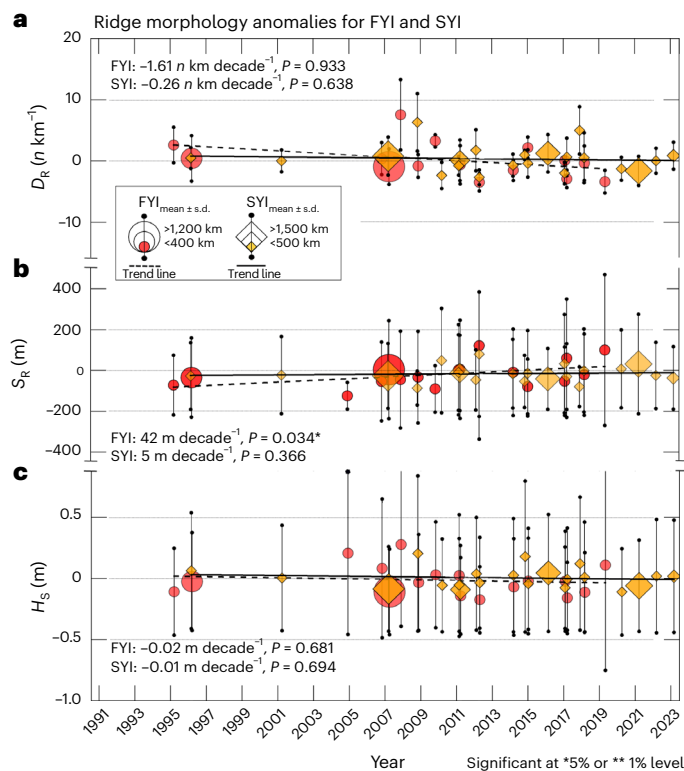 a Ridge morphology anomalies for FYI and SYI
20
FYI: –1.61 n km decade⁻¹, P = 0.933
SYI: –0.26 n km decade⁻¹, P = 0.638
10
D_R (n km⁻¹)
0
–10
FYI_mean ± s.d. SYI_mean ± s.d.
>1,200 km >1,500 km
<400 km <500 km
Trend line Trend line
b
400
200
S_R (m)
0
–200
–400
FYI: 42 m decade⁻¹, P = 0.034*
SYI: 5 m decade⁻¹, P = 0.366
c
0.5
H_S (m)
0
–0.5
–1.0
FYI: –0.02 m decade⁻¹, P = 0.681
SYI: –0.01 m decade⁻¹, P = 0.694
1991 1993 1995 1997 1999 2001 2003 2005 2007 2009 2011 2013 2015 2017 2019 2021 2023
Year
Significant at *5% or ** 1% level